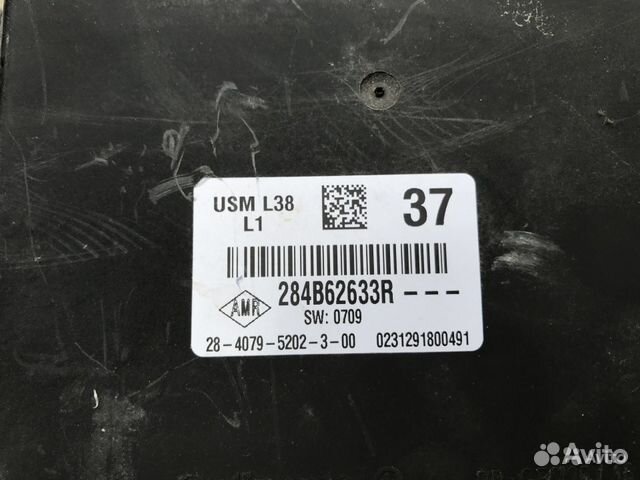 USM L38
L1
37
284B62633R---
AMR
SW: 0709
28-4079-5202-3-00 0231291800491
Avito